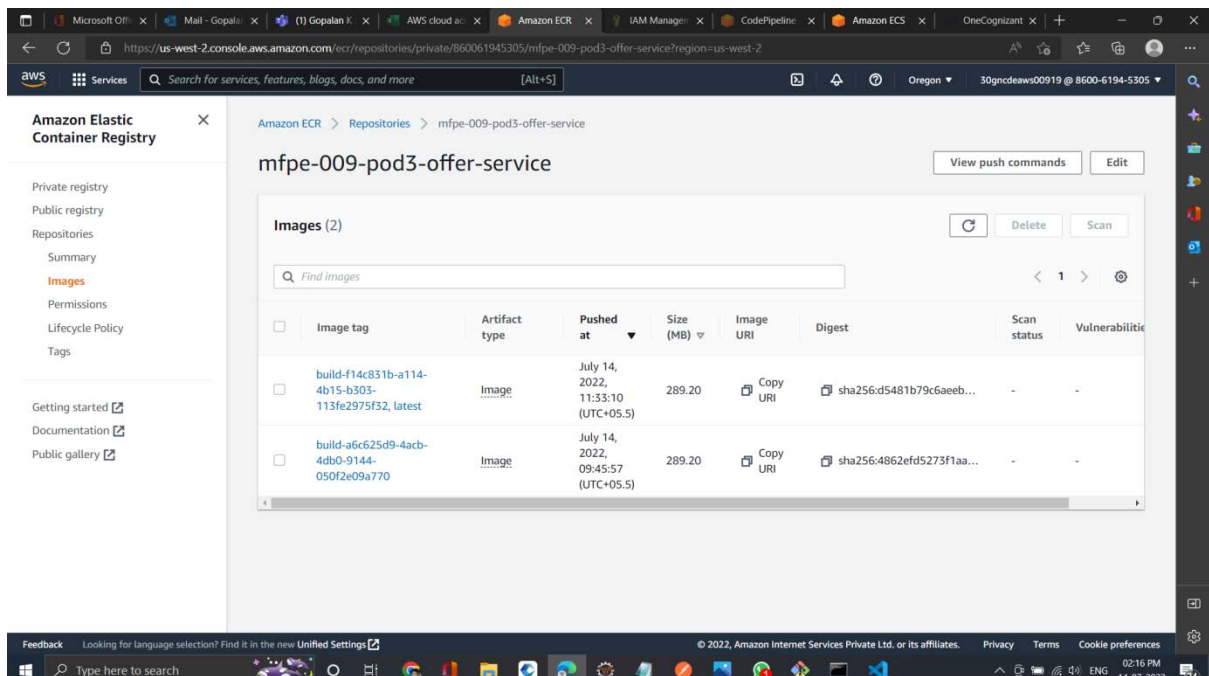 Microsoft Offi
Mail - Gopalan
(1) Gopalan K
AWS cloud acc
Amazon ECR
IAM Managem
CodePipeline
Amazon ECS
OneCognizant
https://us-west-2.console.aws.amazon.com/ecr/repositories/private/860061945305/mfpe-009-pod3-offer-service?region=us-west-2
aws
Services
Search for services, features, blogs, docs, and more
[Alt+S]
Oregon
30gncdeaws00919 @ 8600-6194-5305
Amazon Elastic
Container Registry
Private registry
Public registry
Repositories
Summary
Images
Permissions
Lifecycle Policy
Tags
Getting started
Documentation
Public gallery
Amazon ECR > Repositories > mfpe-009-pod3-offer-service
mfpe-009-pod3-offer-service
View push commands
Edit
Images (2)
Delete
Scan
Find images
1
Image tag
Artifact
type
Pushed
at
Size
(MB)
Image
URI
Digest
Scan
status
Vulnerabilitie
build-f14c831b-a114-
4b15-b303-
113fe2975f32, latest
Image
July 14,
2022,
11:33:10
(UTC+05.5)
289.20
Copy
URI
sha256:d5481b79c6aeeb...
-
-
build-a6c625d9-4acb-
4db0-9144-
050f2e09a770
Image
July 14,
2022,
09:45:57
(UTC+05.5)
289.20
Copy
URI
sha256:4862efd5273f1aa...
-
-
Feedback
Looking for language selection? Find it in the new Unified Settings
© 2022, Amazon Internet Services Private Ltd. or its affiliates.
Privacy
Terms
Cookie preferences
Type here to search
ENG
02:16 PM